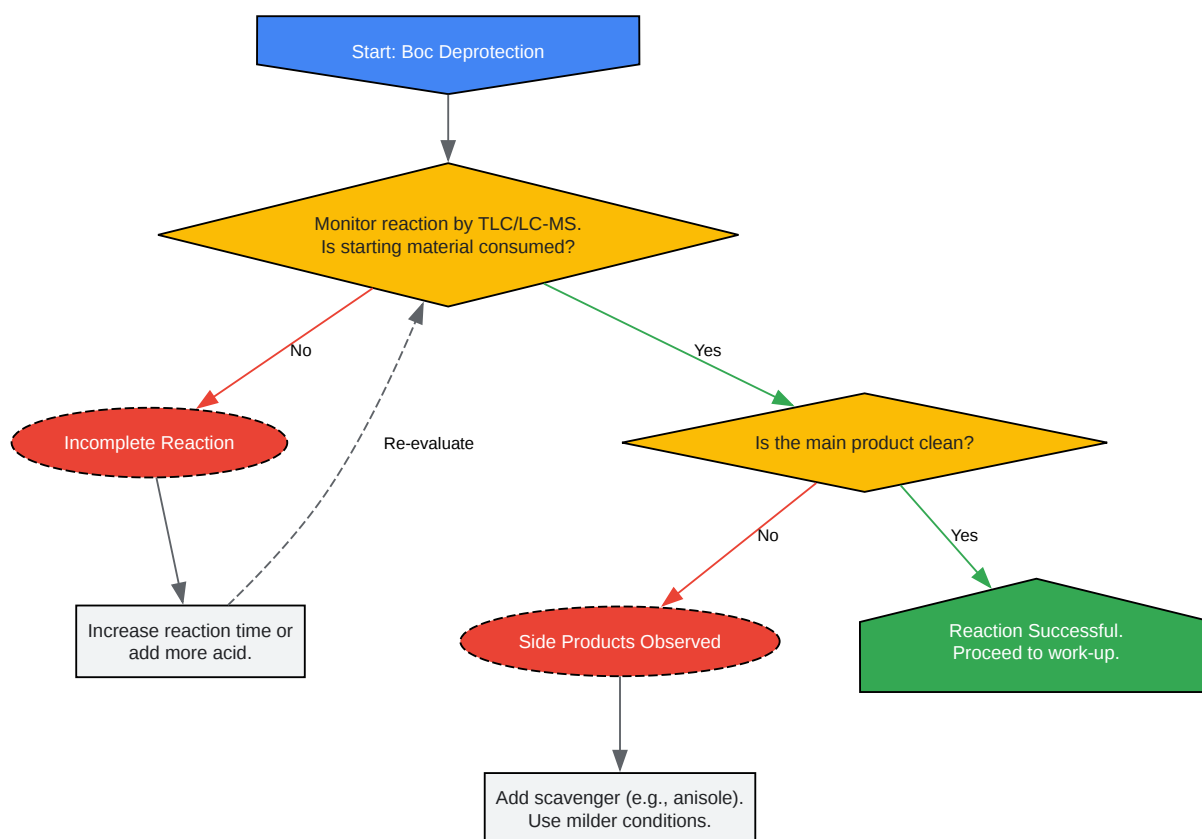 Start: Boc Deprotection
Monitor reaction by TLC/LC-MS.
Is starting material consumed?
No
Yes
Incomplete Reaction
Re-evaluate
Is the main product clean?
No
Yes
Increase reaction time or
add more acid.
Side Products Observed
Reaction Successful.
Proceed to work-up.
Add scavenger (e.g., anisole).
Use milder conditions.